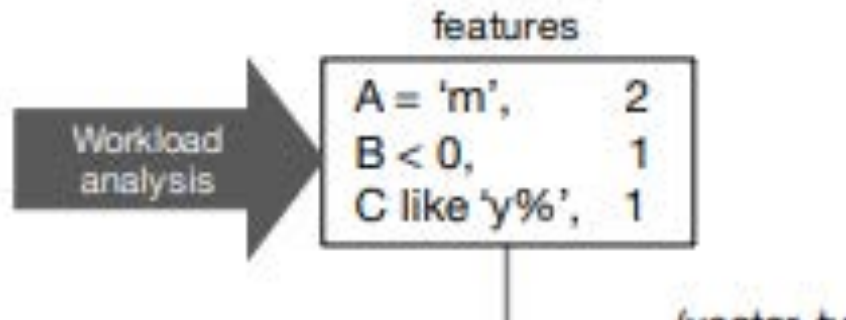 features
Workload
analysis
A = ‘m’, 2
B < 0, 1
C like ‘y%’, 1